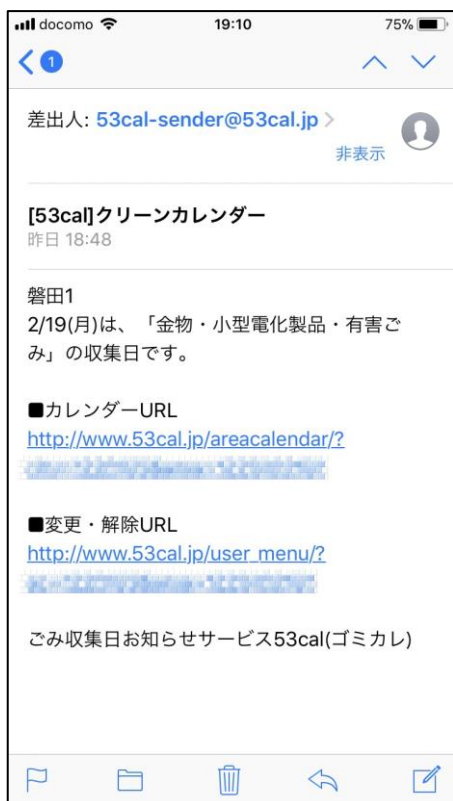 docomo 19:10 75%
1
差出人: 53cal-sender@53cal.jp
非表示
[53cal]クリーンカレンダー
昨日 18:48
磐田1
2/19(月)は、「金物・小型電化製品・有害ご
み」の収集日です。
■カレンダーURL
http://www.53cal.jp/areacalendar/?
■変更・解除URL
http://www.53cal.jp/user_menu/?
ごみ収集日お知らせサービス53cal(ゴミカレ)